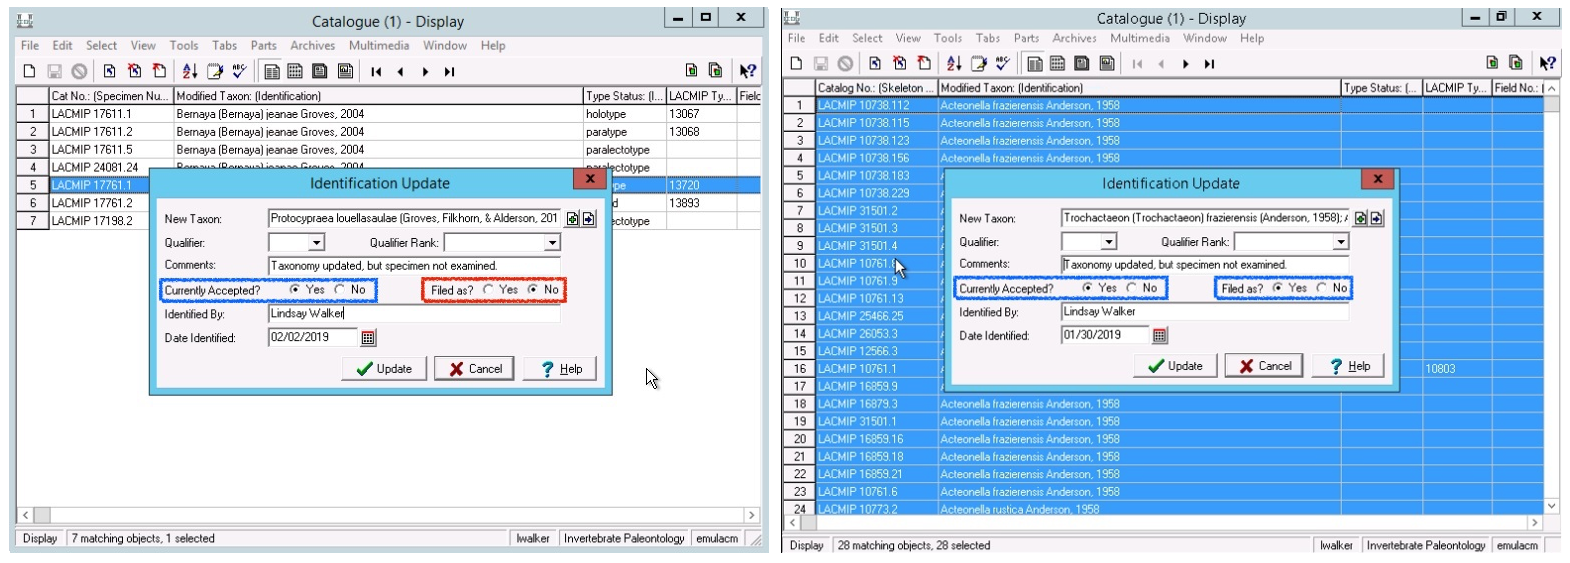 Catalogue (1) - Display
File Edit Select View Tools Tabs Parts Archives Multimedia Window Help
Cat No.: (Specimen Nu... Modified Taxon: (Identification) Type Status: (I... LACMIP Ty... Fielc
1 LACMIP 17611.1 Bernaya (Bernaya) jeanae Groves, 2004 holotype 13067
2 LACMIP 17611.2 Bernaya (Bernaya) jeanae Groves, 2004 paratype 13068
3 LACMIP 17611.5 Bernaya (Bernaya) jeanae Groves, 2004 paralectotype
4 LACMIP 24081.24 Bernaya (Bernaya) jeanae Groves, 2004 paralectotype
5 LACMIP 17761.1 13720
6 LACMIP 17761.2 13893
7 LACMIP 17198.2
Identification Update
New Taxon: Protocypraea louellasaulae (Groves, Filkhorn, & Alderson, 201
Qualifier: Qualifier Rank:
Comments: Taxonomy updated, but specimen not examined.
Currently Accepted? Yes No Filed as? Yes No
Identified By: Lindsay Walker
Date Identified: 02/02/2019
Update Cancel Help
Display 7 matching objects, 1 selected lwalker Invertebrate Paleontology emulacm
Catalogue (1) - Display
File Edit Select View Tools Tabs Parts Archives Multimedia Window Help
Catalog No.: (Skeleton ... Modified Taxon: (Identification) Type Status: (... LACMIP Ty... Field No.: (
1 LACMIP 10738.112 Acteonella frazierensis Anderson, 1958
2 LACMIP 10738.115 Acteonella frazierensis Anderson, 1958
3 LACMIP 10738.123 Acteonella frazierensis Anderson, 1958
4 LACMIP 10738.156 Acteonella frazierensis Anderson, 1958
5 LACMIP 10738.183
6 LACMIP 10738.229
7 LACMIP 31501.2
8 LACMIP 31501.3
9 LACMIP 31501.4
10 LACMIP 10761.
11 LACMIP 10761.9
12 LACMIP 10761.13
13 LACMIP 25466.25
14 LACMIP 26053.3
15 LACMIP 12566.3
16 LACMIP 10761.1 10803
17 LACMIP 16859.9
18 LACMIP 16879.3 Acteonella frazierensis Anderson, 1958
19 LACMIP 31501.1 Acteonella frazierensis Anderson, 1958
20 LACMIP 16859.16 Acteonella frazierensis Anderson, 1958
21 LACMIP 16859.18 Acteonella frazierensis Anderson, 1958
22 LACMIP 16859.21 Acteonella frazierensis Anderson, 1958
23 LACMIP 10761.6 Acteonella frazierensis Anderson, 1958
24 LACMIP 10773.2 Acteonella rustica Anderson, 1958
Identification Update
New Taxon: Trochactaeon (Trochactaeon) frazierensis (Anderson, 1958);
Qualifier: Qualifier Rank:
Comments: Taxonomy updated, but specimen not examined.
Currently Accepted? Yes No Filed as? Yes No
Identified By: Lindsay Walker
Date Identified: 01/30/2019
Update Cancel Help
Display 28 matching objects, 28 selected lwalker Invertebrate Paleontology emulacm